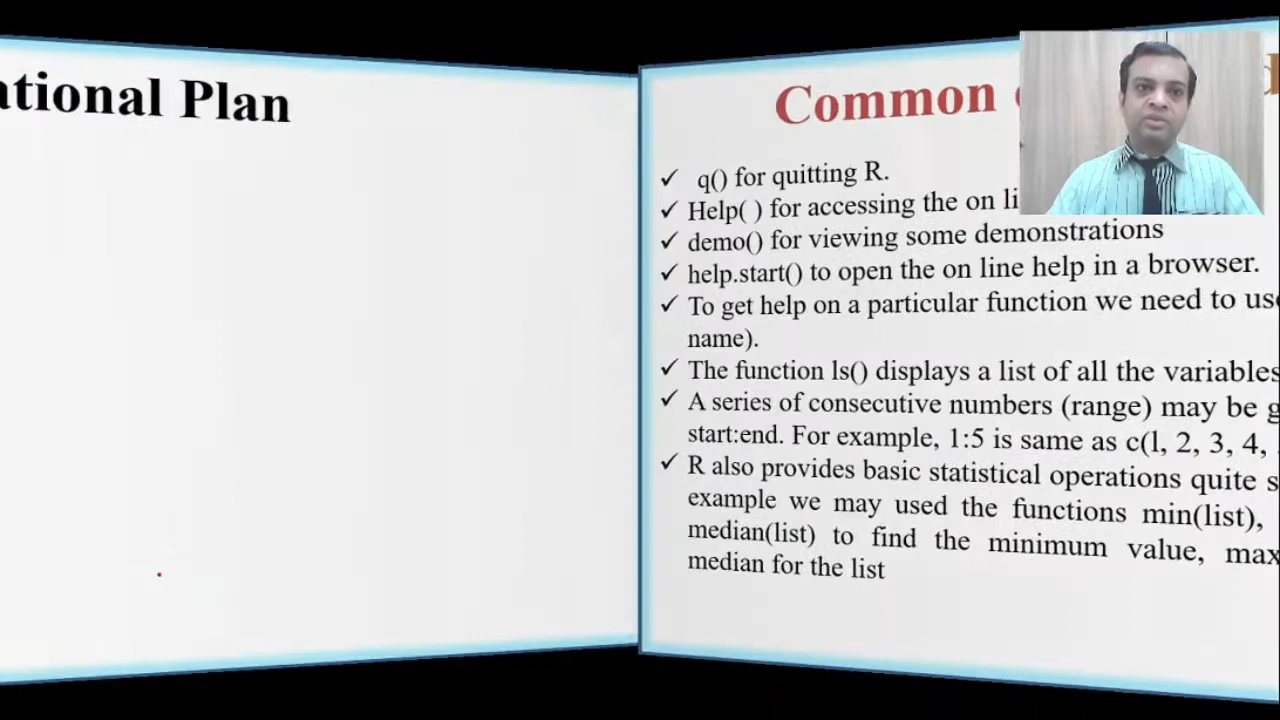 ational Plan
Common
✓ q() for quitting R.
✓ Help( ) for accessing the on li
✓ demo() for viewing some demonstrations
✓ help.start() to open the on line help in a browser.
✓ To get help on a particular function we need to use
name).
✓ The function ls() displays a list of all the variables
✓ A series of consecutive numbers (range) may be g
start:end. For example, 1:5 is same as c(l, 2, 3, 4,
✓ R also provides basic statistical operations quite s
example we may used the functions min(list),
median(list) to find the minimum value, max
median for the list